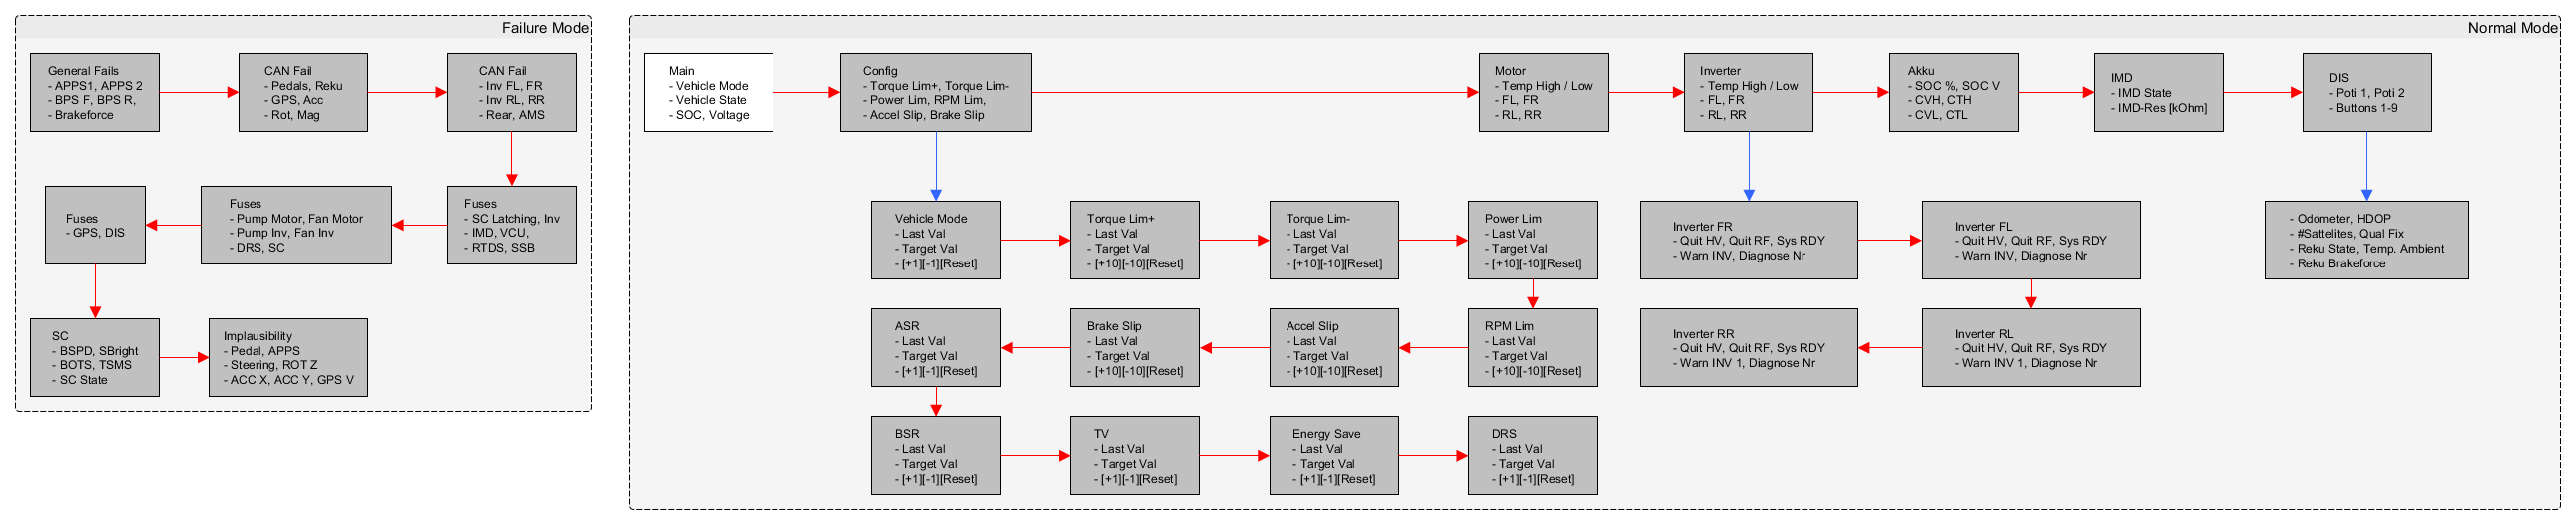 Failure Mode
General Fails
- APPS1, APPS 2
- BPS F, BPS R,
- Brakeforce
CAN Fail
- Pedals, Reku
- GPS, Acc
- Rot, Mag
CAN Fail
- Inv FL, FR
- Inv RL, RR
- Rear, AMS
Fuses
- GPS, DIS
Fuses
- Pump Motor, Fan Motor
- Pump Inv, Fan Inv
- DRS, SC
Fuses
- SC Latching, Inv
- IMD, VCU,
- RTDS, SSB
SC
- BSPD, SBright
- BOTS, TSMS
- SC State
Implausibility
- Pedal, APPS
- Steering, ROT Z
- ACC X, ACC Y, GPS V
Normal Mode
Main
- Vehicle Mode
- Vehicle State
- SOC, Voltage
Config
- Torque Lim+, Torque Lim-
- Power Lim, RPM Lim,
- Accel Slip, Brake Slip
Motor
- Temp High / Low
- FL, FR
- RL, RR
Inverter
- Temp High / Low
- FL, FR
- RL, RR
Akku
- SOC %, SOC V
- CVH, CTH
- CVL, CTL
IMD
- IMD State
- IMD-Res [kOhm]
DIS
- Poti 1, Poti 2
- Buttons 1-9
Vehicle Mode
- Last Val
- Target Val
- [+1][-1][Reset]
Torque Lim+
- Last Val
- Target Val
- [+10][-10][Reset]
Torque Lim-
- Last Val
- Target Val
- [+10][-10][Reset]
Power Lim
- Last Val
- Target Val
- [+10][-10][Reset]
Inverter FR
- Quit HV, Quit RF, Sys RDY
- Warn INV, Diagnose Nr
Inverter FL
- Quit HV, Quit RF, Sys RDY
- Warn INV, Diagnose Nr
- Odometer, HDOP
- #Sattelites, Qual Fix
- Reku State, Temp. Ambient
- Reku Brakeforce
ASR
- Last Val
- Target Val
- [+1][-1][Reset]
Brake Slip
- Last Val
- Target Val
- [+10][-10][Reset]
Accel Slip
- Last Val
- Target Val
- [+10][-10][Reset]
RPM Lim
- Last Val
- Target Val
- [+10][-10][Reset]
Inverter RR
- Quit HV, Quit RF, Sys RDY
- Warn INV 1, Diagnose Nr
Inverter RL
- Quit HV, Quit RF, Sys RDY
- Warn INV 1, Diagnose Nr
BSR
- Last Val
- Target Val
- [+1][-1][Reset]
TV
- Last Val
- Target Val
- [+1][-1][Reset]
Energy Save
- Last Val
- Target Val
- [+1][-1][Reset]
DRS
- Last Val
- Target Val
- [+1][-1][Reset]